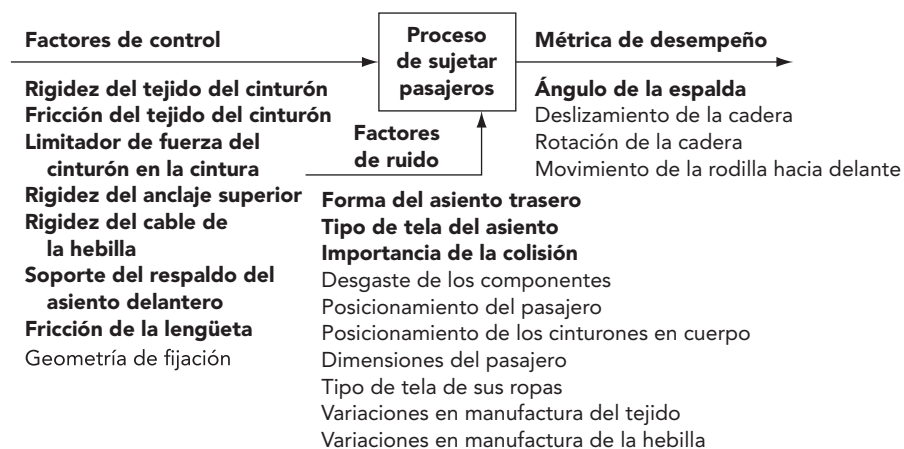 Factores de control
Rigidez del tejido del cinturón
Fricción del tejido del cinturón
Limitador de fuerza del
cinturón en la cintura
Rigidez del anclaje superior
Rigidez del cable de
la hebilla
Soporte del respaldo del
asiento delantero
Fricción de la lengüeta
Geometría de fijación
Proceso
de sujetar
pasajeros
Factores
de ruido
Forma del asiento trasero
Tipo de tela del asiento
Importancia de la colisión
Desgaste de los componentes
Posicionamiento del pasajero
Posicionamiento de los cinturones en cuerpo
Dimensiones del pasajero
Tipo de tela de sus ropas
Variaciones en manufactura del tejido
Variaciones en manufactura de la hebilla
Métrica de desempeño
Ángulo de la espalda
Deslizamiento de la cadera
Rotación de la cadera
Movimiento de la rodilla hacia delante